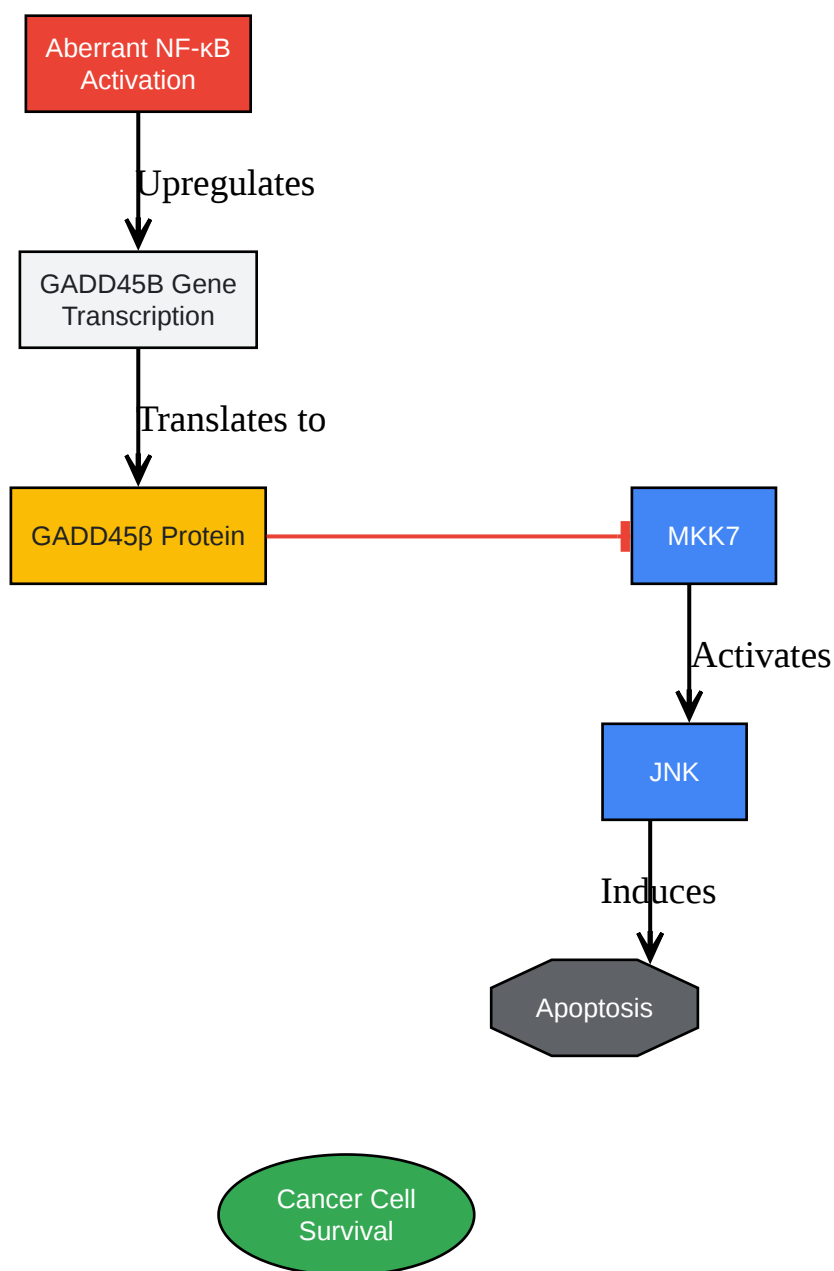 Aberrant NF-κB
Activation
Upregulates
GADD45B Gene
Transcription
Translates to
GADD45β Protein
MKK7
Activates
JNK
Induces
Apoptosis
Cancer Cell
Survival